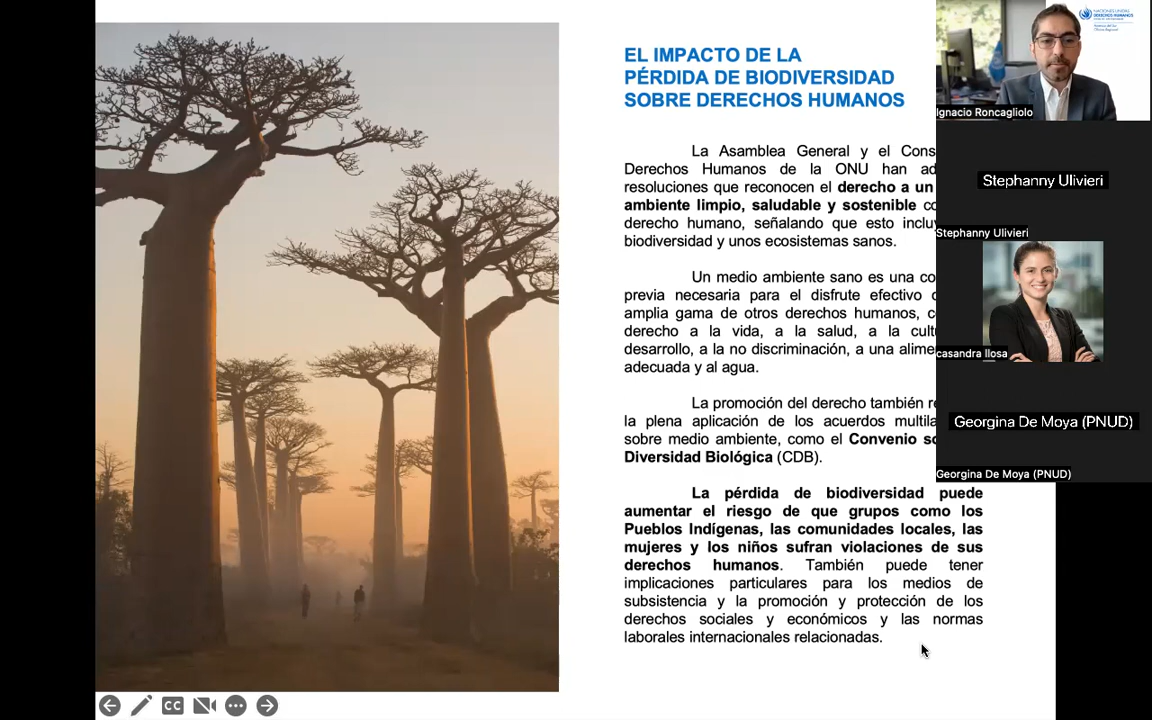 EL IMPACTO DE LA
PÉRDIDA DE BIODIVERSIDAD
SOBRE DERECHOS HUMANOS
La Asamblea General y el Cons
Derechos Humanos de la ONU han ad
resoluciones que reconocen el derecho a un
ambiente limpio, saludable y sostenible co
derecho humano, señalando que esto inclu
biodiversidad y unos ecosistemas sanos.
Un medio ambiente sano es una co
previa necesaria para el disfrute efectivo
amplia gama de otros derechos humanos, c
derecho a la vida, a la salud, a la cult
desarrollo, a la no discriminación, a una alime
adecuada y al agua.
La promoción del derecho también re
la plena aplicación de los acuerdos multila
sobre medio ambiente, como el Convenio so
Diversidad Biológica (CDB).
La pérdida de biodiversidad puede
aumentar el riesgo de que grupos como los
Pueblos Indígenas, las comunidades locales, las
mujeres y los niños sufran violaciones de sus
derechos humanos. También puede tener
implicaciones particulares para los medios de
subsistencia y la promoción y protección de los
derechos sociales y económicos y las normas
laborales internacionales relacionadas.
NACIONES UNIDAS
DERECHOS HUMANOS
Ignacio Roncagliolo
Stephanny Ulivieri
Stephanny Ulivieri
casandra llosa
Georgina De Moya (PNUD)
Georgina De Moya (PNUD)
CC